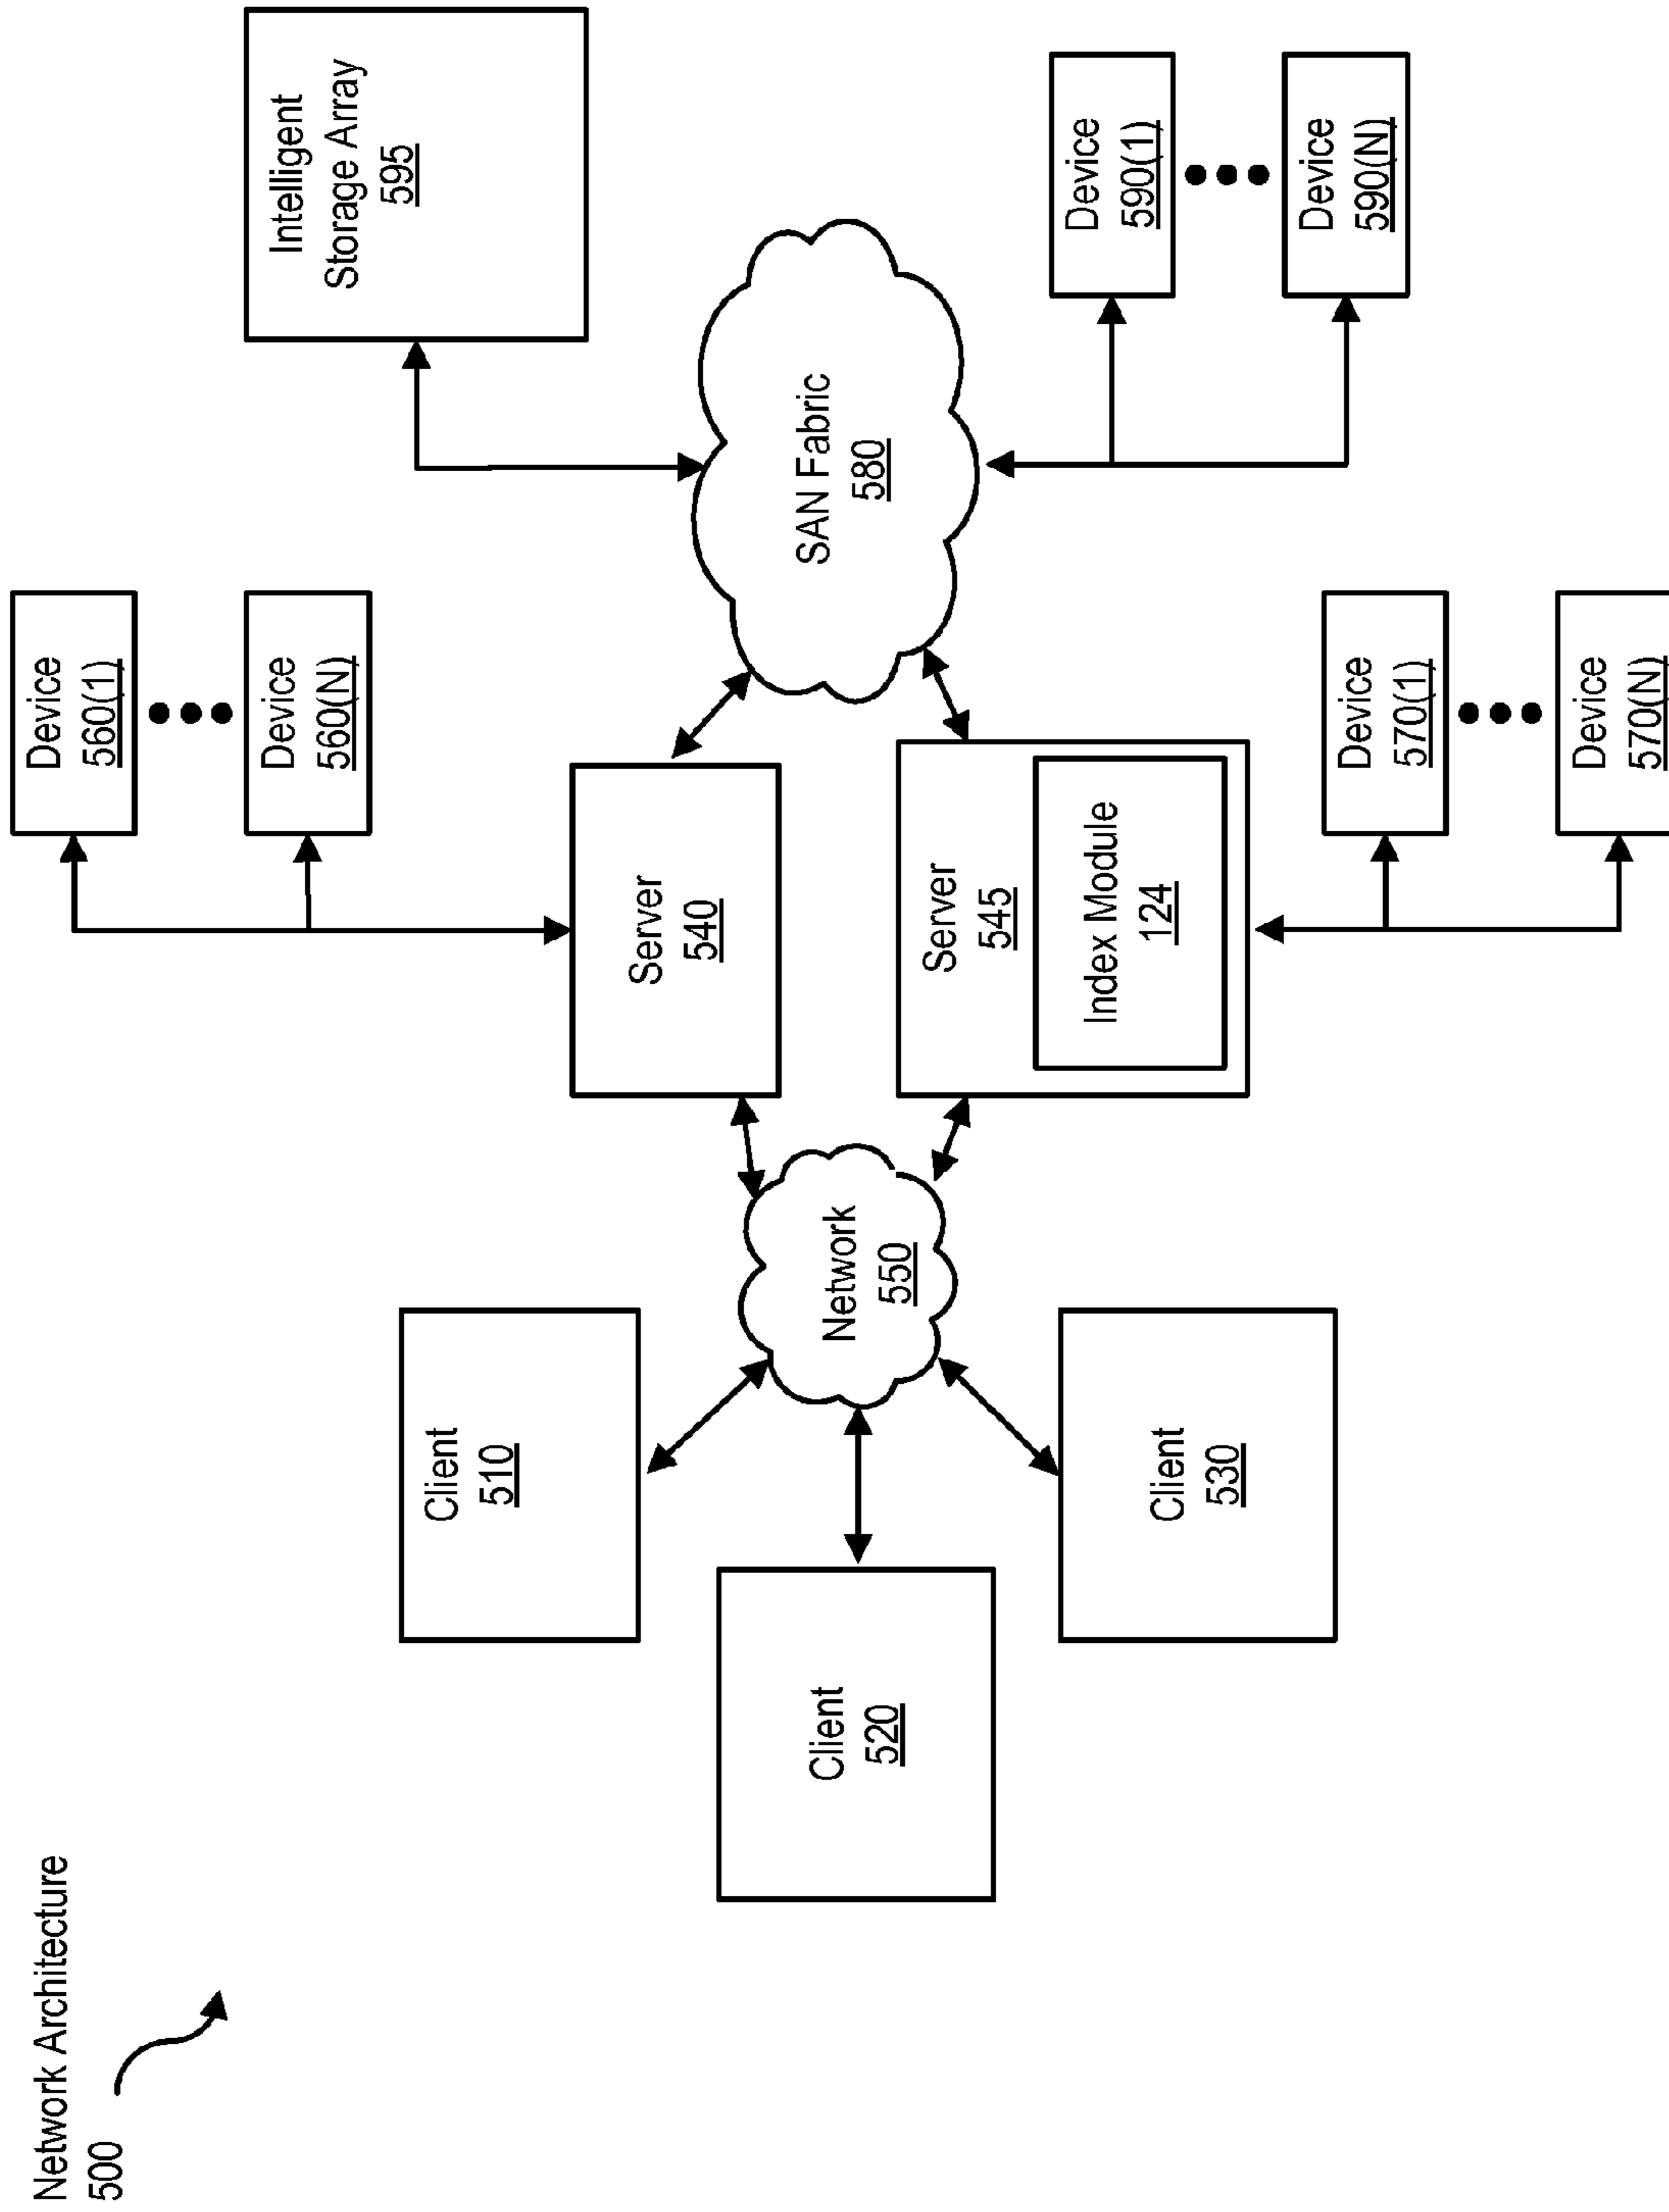 Network Architecture
500
Client
510
Client
520
Client
530
Network
550
Server
540
Server
545
Index Module
124
Device
560(1)
Device
560(N)
Device
570(1)
Device
570(N)
SAN Fabric
580
Intelligent
Storage Array
595
Device
590(1)
Device
590(N)